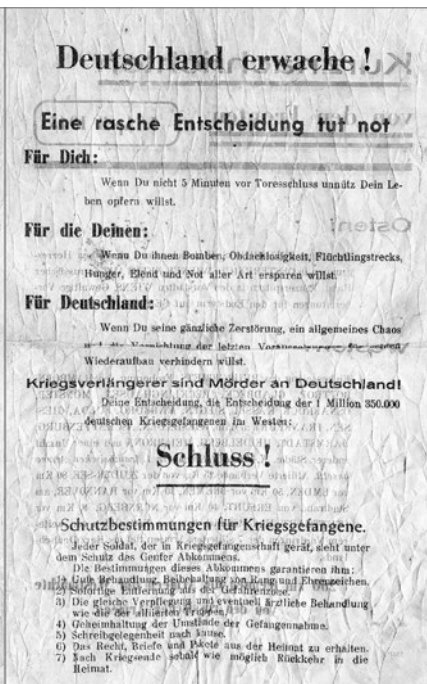 Deutschland erwache !
Eine rasche Entscheidung tut not
Für Dich:
Wenn Du nicht 5 Minuten vor Toresschluss unnütz Dein Le-
ben opfern willst.
Für die Deinen:
Wenn Du ihnen Bomben, Obdachlosigkeit, Flüchtlingstrecks,
Hunger, Elend und Not aller Art ersparen willst.
Für Deutschland:
Wenn Du seine gänzliche Zerstörung, ein allgemeines Chaos
und die Vernichtung der letzten
Wiederaufbau verhindern willst.
Kriegsverlängerer sind Mörder an Deutschland!
Deine Entscheidung, die Entscheidung der 1 Million 350.000
deutschen Kriegsgefangenen im Westen:
Schluss !
Schutzbestimmungen für Kriegsgefangene.
Jeder Soldat, der in Kriegsgefangenschaft gerät, steht unter
dem Schutz des Genfer Abkommens.
Die Bestimmungen dieses Abkommens garantieren ihm:
1) Gute Behandlung, Beibehaltung von Rang und Ehrenzeichen.
2) Sofortige Entfernung aus der Gefahrenzone.
3) Die gleiche Verpflegung und eventuell ärztliche Behandlung
wie die der alliierten Truppen.
4) Geheimhaltung der Umstände der Gefangennahme.
5) Schreibgelegenheit nach hause.
6) Das Recht, Briefe und Pakete aus der Heimat zu erhalten.
7) Nach Kriegsende sobald wie möglich Rückkehr in die
Heimat.